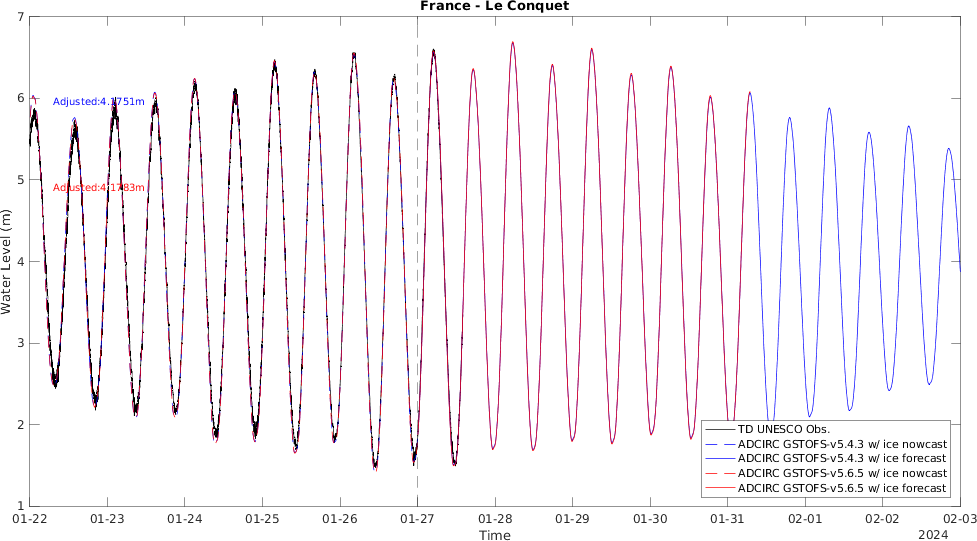 France - Le Conquet
7
6
5
4
3
2
1
Water Level (m)
Adjusted:4.1751m
Adjusted:4.1783m
TD UNESCO Obs.
ADCIRC GSTOFS-v5.4.3 w/ ice nowcast
ADCIRC GSTOFS-v5.4.3 w/ ice forecast
ADCIRC GSTOFS-v5.6.5 w/ ice nowcast
ADCIRC GSTOFS-v5.6.5 w/ ice forecast
01-22 01-23 01-24 01-25 01-26 01-27 01-28 01-29 01-30 01-31 02-01 02-02 02-03
Time
2024